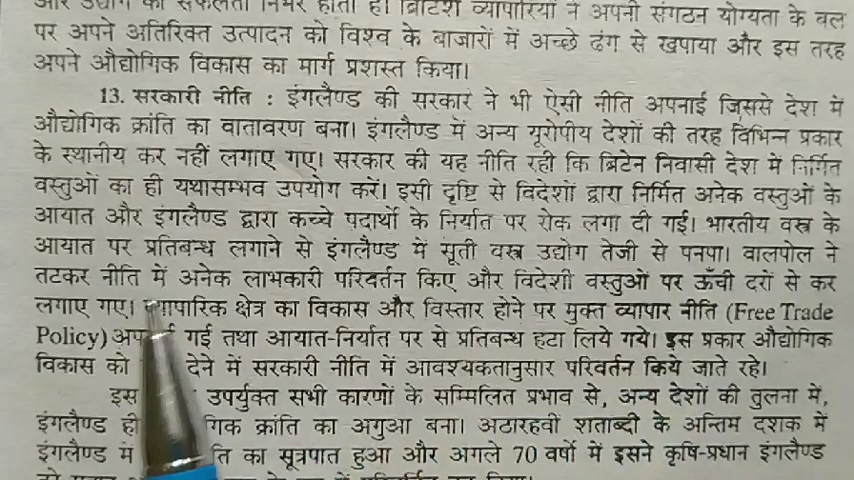 और उद्योग की सफलता निर्भर होती है। ब्रिटिश व्यापारियों ने अपनी संगठन योग्यता के बल
पर अपने अतिरिक्त उत्पादन को विश्व के बाजारों में अच्छे ढंग से खपाया और इस तरह
अपने औद्योगिक विकास का मार्ग प्रशस्त किया।
13. सरकारी नीति : इंगलैण्ड की सरकार ने भी ऐसी नीति अपनाई जिससे देश में
औद्योगिक क्रांति का वातावरण बना। इंगलैण्ड में अन्य यूरोपीय देशों की तरह विभिन्न प्रकार
के स्थानीय कर नहीं लगाए गए। सरकार की यह नीति रही कि ब्रिटेन निवासी देश में निर्मित
वस्तुओं का ही यथासम्भव उपयोग करें। इसी दृष्टि से विदेशों द्वारा निर्मित अनेक वस्तुओं के
आयात और इंगलैण्ड द्वारा कच्चे पदार्थो के निर्यात पर रोक लगा दी गई। भारतीय वस्त्र के
आयात पर प्रतिबन्ध लगाने से इंगलैण्ड में सूती वस्त्र उद्योग तेजी से पनपा। वालपोल ने
तटकर नीति में अनेक लाभकारी परिवर्तन किए और विदेशी वस्तुओं पर ऊँची दरों से कर
लगाए गए। क्षेत्र का विकास और विस्तार होने पर मुक्त व्यापार नीति (Free Trade
Policy) गई तथा आयात-निर्यात पर से प्रतिबन्ध हटा लिये गये। इस प्रकार औद्योगिक
विकास को देने में सरकारी नीति में आवश्यकतानुसार परिवर्तन किये जाते रहे।
इस उपर्युक्त सभी कारणों के सम्मिलित प्रभाव से, अन्य देशों की तुलना में,
इंगलैण्ड ही क्रांति का अगुआ बना। अठारहवीं शताब्दी के अन्तिम दशक में
इंगलैण्ड में का सूत्रपात हुआ और अगले 70 वर्षो में इसने कृषि-प्रधान इंगलैण्ड